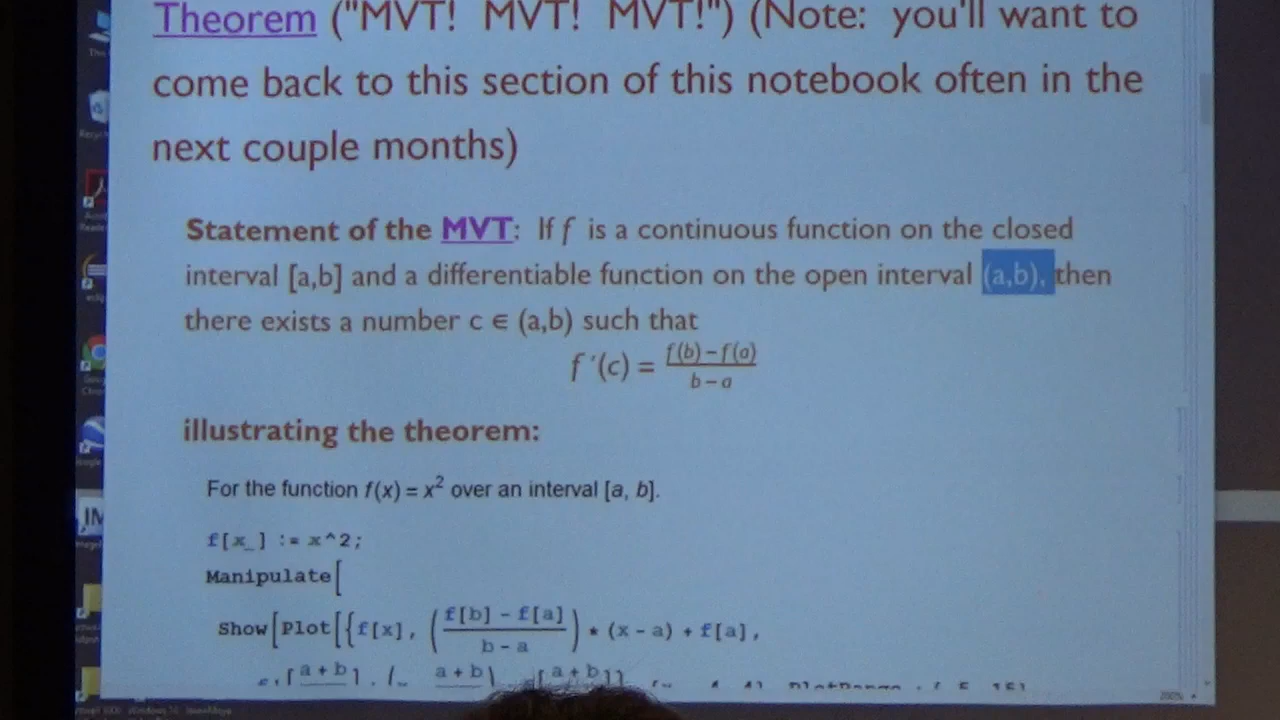 Theorem ("MVT! MVT! MVT!") (Note: you'll want to
come back to this section of this notebook often in the
next couple months)
Statement of the MVT: If f is a continuous function on the closed
interval [a,b] and a differentiable function on the open interval (a,b), then
there exists a number c ∈ (a,b) such that
f ′(c) = f(b)−f(a) / b−a
illustrating the theorem:
For the function f(x) = x² over an interval [a, b].
f[x_] := x^2;
Manipulate[
Show[Plot[{f[x], (f[b] - f[a] / b - a) * (x - a) + f[a],
a + b a + b a + b
200%